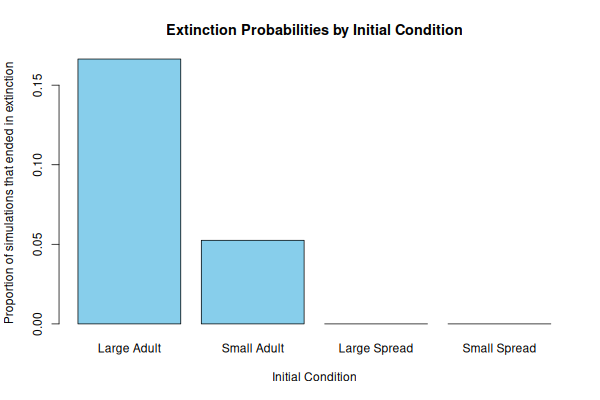 Extinction Probabilities by Initial Condition
Proportion of simulations that ended in extinction
0.15
0.10
0.05
0.00
Large Adult
Small Adult
Large Spread
Small Spread
Initial Condition